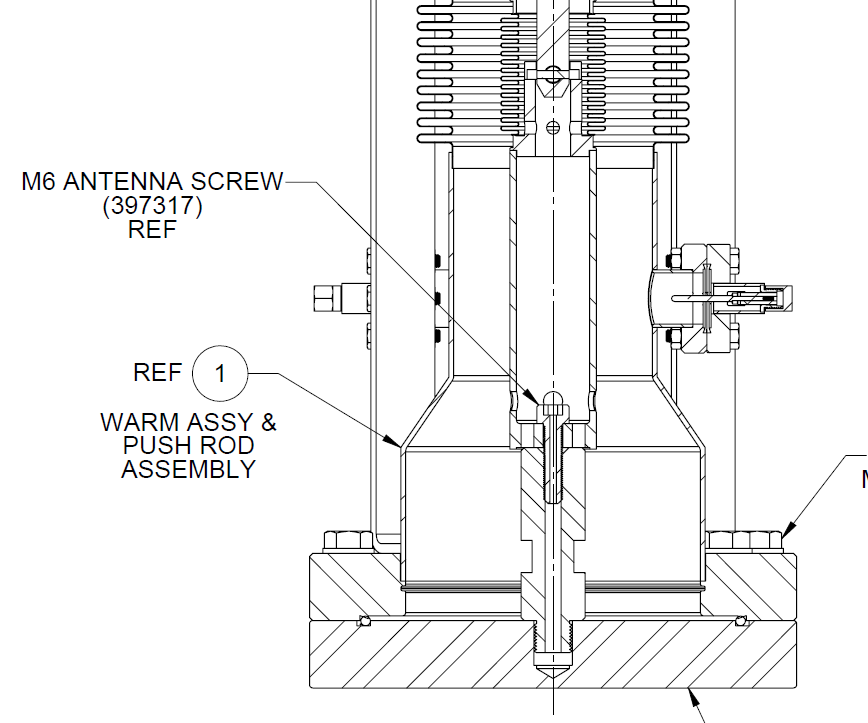 M6 ANTENNA SCREW
(397317)
REF
REF 1
WARM ASSY &
PUSH ROD
ASSEMBLY